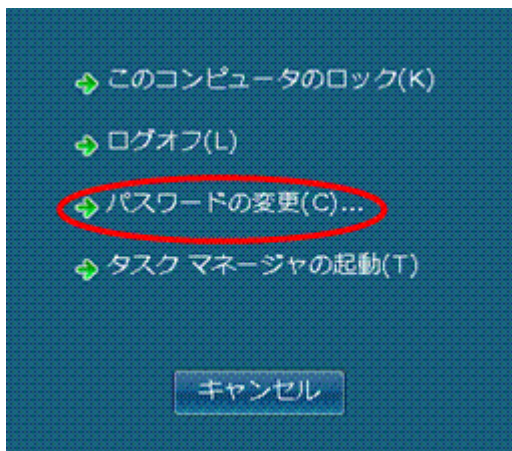 このコンピュータのロック(K)
ログオフ(L)
パスワードの変更(C)...
タスク マネージャの起動(T)
キャンセル